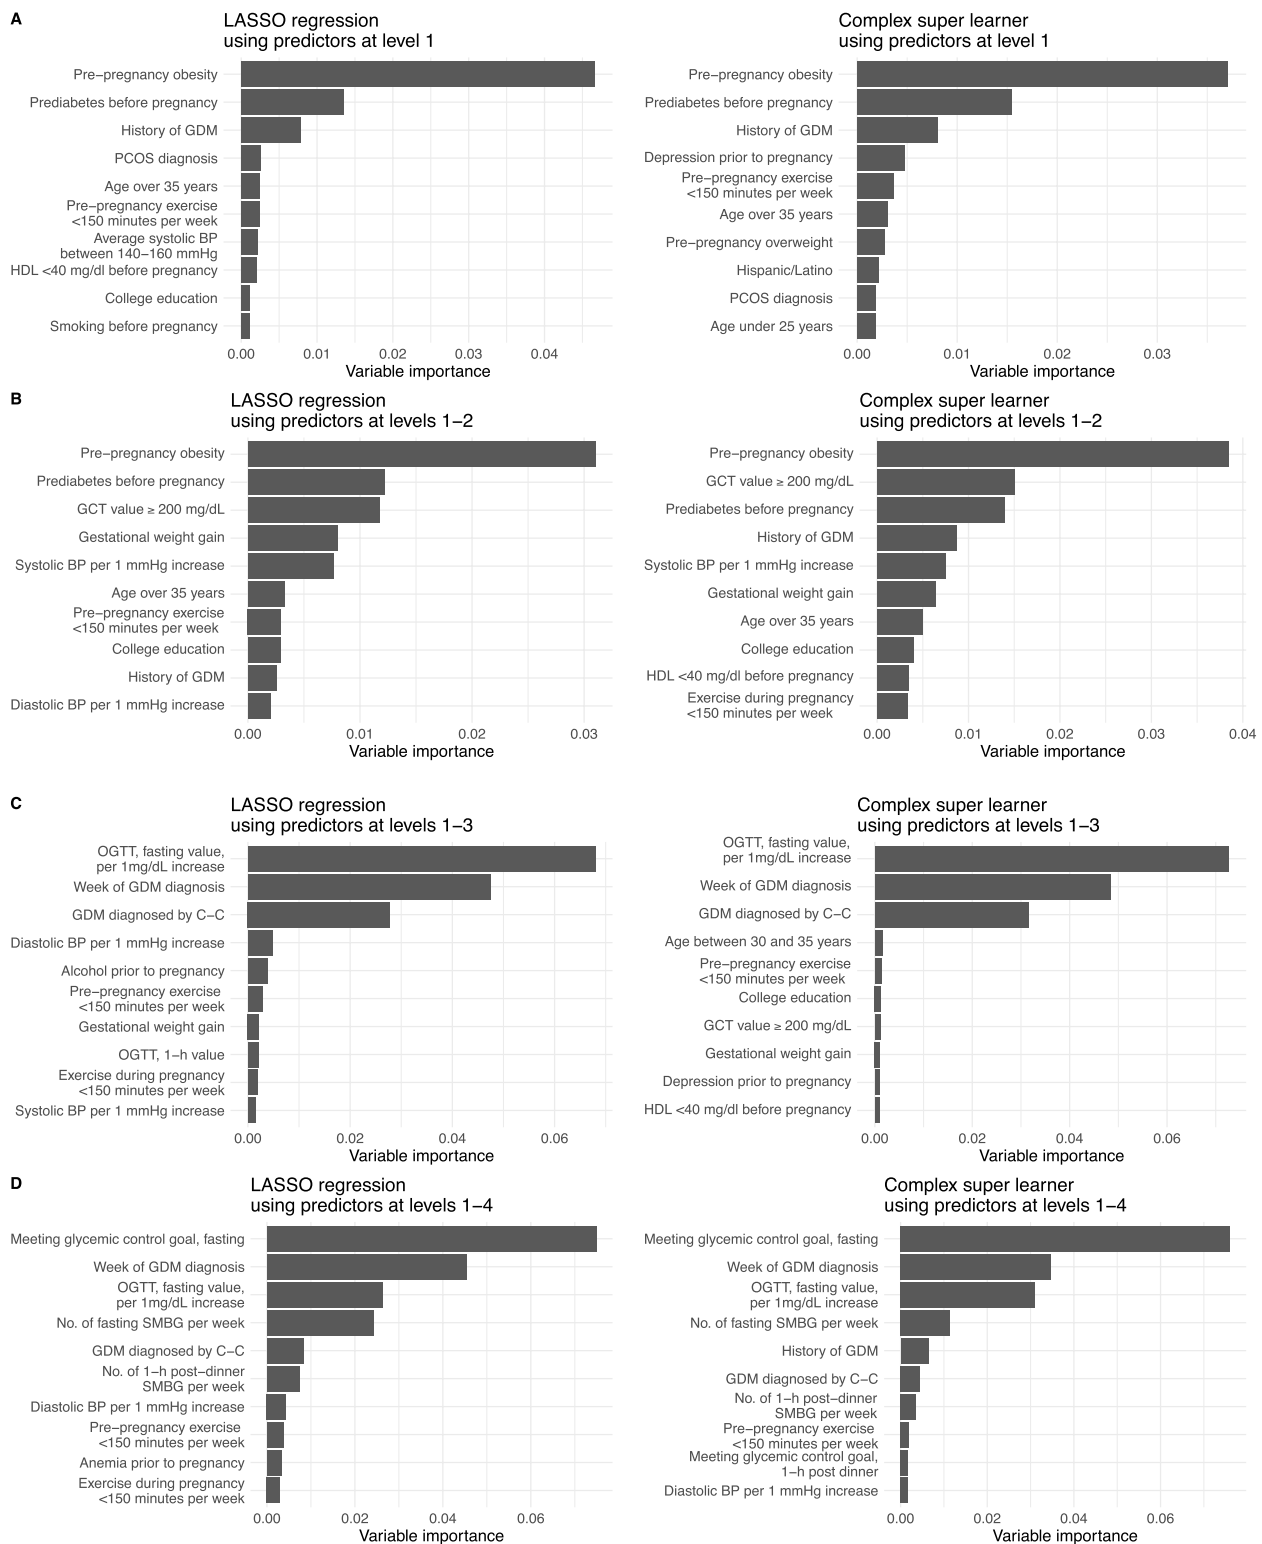 A
LASSO regression
using predictors at level 1
Pre−pregnancy obesity
Prediabetes before pregnancy
History of GDM
PCOS diagnosis
Age over 35 years
Pre−pregnancy exercise
<150 minutes per week
Average systolic BP
between 140−160 mmHg
HDL <40 mg/dl before pregnancy
College education
Smoking before pregnancy
0.00 0.01 0.02 0.03 0.04
Variable importance
Complex super learner
using predictors at level 1
Pre−pregnancy obesity
Prediabetes before pregnancy
History of GDM
Depression prior to pregnancy
Pre−pregnancy exercise
<150 minutes per week
Age over 35 years
Pre−pregnancy overweight
Hispanic/Latino
PCOS diagnosis
Age under 25 years
0.00 0.01 0.02 0.03
Variable importance
B
LASSO regression
using predictors at levels 1−2
Pre−pregnancy obesity
Prediabetes before pregnancy
GCT value ≥ 200 mg/dL
Gestational weight gain
Systolic BP per 1 mmHg increase
Age over 35 years
Pre−pregnancy exercise
<150 minutes per week
College education
History of GDM
Diastolic BP per 1 mmHg increase
0.00 0.01 0.02 0.03
Variable importance
Complex super learner
using predictors at levels 1−2
Pre−pregnancy obesity
GCT value ≥ 200 mg/dL
Prediabetes before pregnancy
History of GDM
Systolic BP per 1 mmHg increase
Gestational weight gain
Age over 35 years
College education
HDL <40 mg/dl before pregnancy
Exercise during pregnancy
<150 minutes per week
0.00 0.01 0.02 0.03 0.04
Variable importance
C
LASSO regression
using predictors at levels 1−3
OGTT, fasting value,
per 1mg/dL increase
Week of GDM diagnosis
GDM diagnosed by C−C
Diastolic BP per 1 mmHg increase
Alcohol prior to pregnancy
Pre−pregnancy exercise
<150 minutes per week
Gestational weight gain
OGTT, 1−h value
Exercise during pregnancy
<150 minutes per week
Systolic BP per 1 mmHg increase
0.00 0.02 0.04 0.06
Variable importance
Complex super learner
using predictors at levels 1−3
OGTT, fasting value,
per 1mg/dL increase
Week of GDM diagnosis
GDM diagnosed by C−C
Age between 30 and 35 years
Pre−pregnancy exercise
<150 minutes per week
College education
GCT value ≥ 200 mg/dL
Gestational weight gain
Depression prior to pregnancy
HDL <40 mg/dl before pregnancy
0.00 0.02 0.04 0.06
Variable importance
D
LASSO regression
using predictors at levels 1−4
Meeting glycemic control goal, fasting
Week of GDM diagnosis
OGTT, fasting value,
per 1mg/dL increase
No. of fasting SMBG per week
GDM diagnosed by C−C
No. of 1−h post−dinner
SMBG per week
Diastolic BP per 1 mmHg increase
Pre−pregnancy exercise
<150 minutes per week
Anemia prior to pregnancy
Exercise during pregnancy
<150 minutes per week
0.00 0.02 0.04 0.06
Variable importance
Complex super learner
using predictors at levels 1−4
Meeting glycemic control goal, fasting
Week of GDM diagnosis
OGTT, fasting value,
per 1mg/dL increase
No. of fasting SMBG per week
History of GDM
GDM diagnosed by C−C
No. of 1−h post−dinner
SMBG per week
Pre−pregnancy exercise
<150 minutes per week
Meeting glycemic control goal,
1−h post dinner
Diastolic BP per 1 mmHg increase
0.00 0.02 0.04 0.06
Variable importance